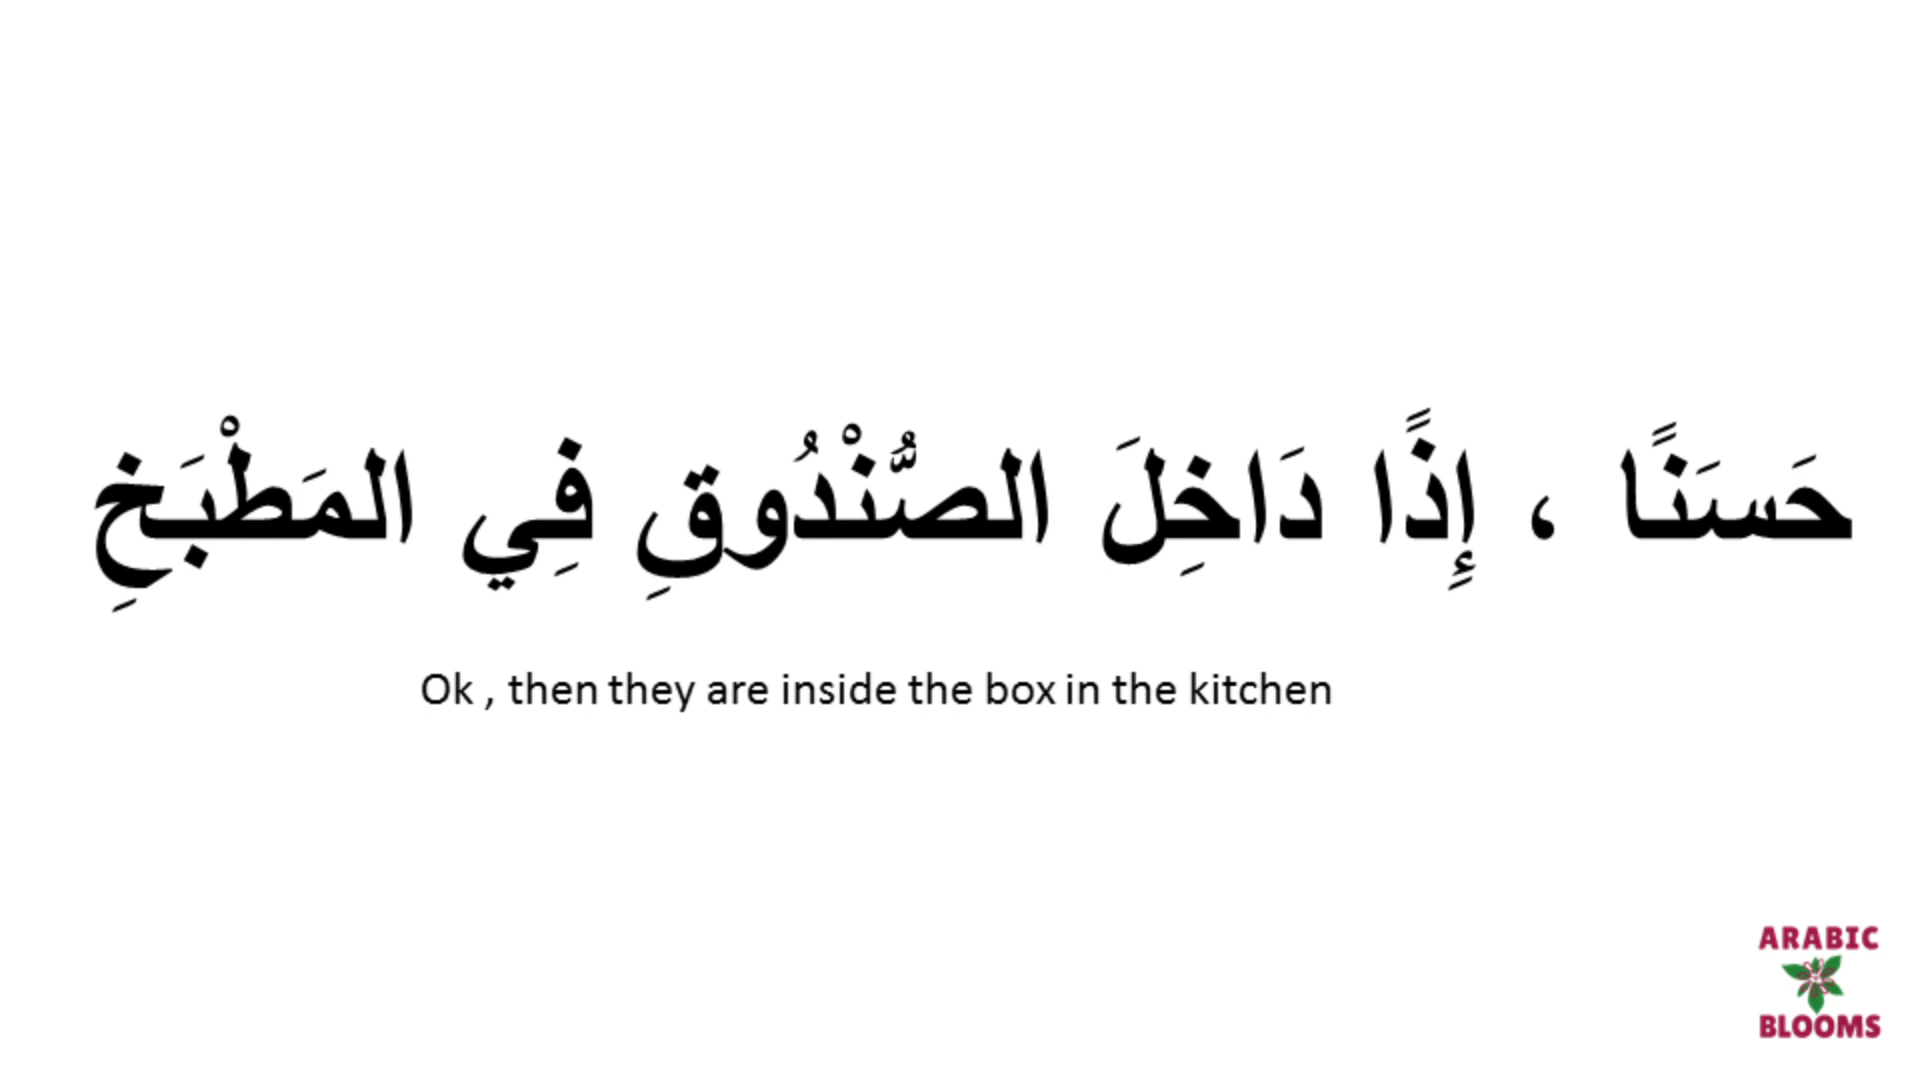 حَسَنًا ، إِذًا دَاخِلَ الصُّنْدُوقِ فِي المَطْبَخِ
Ok , then they are inside the box in the kitchen
ARABIC
BLOOMS